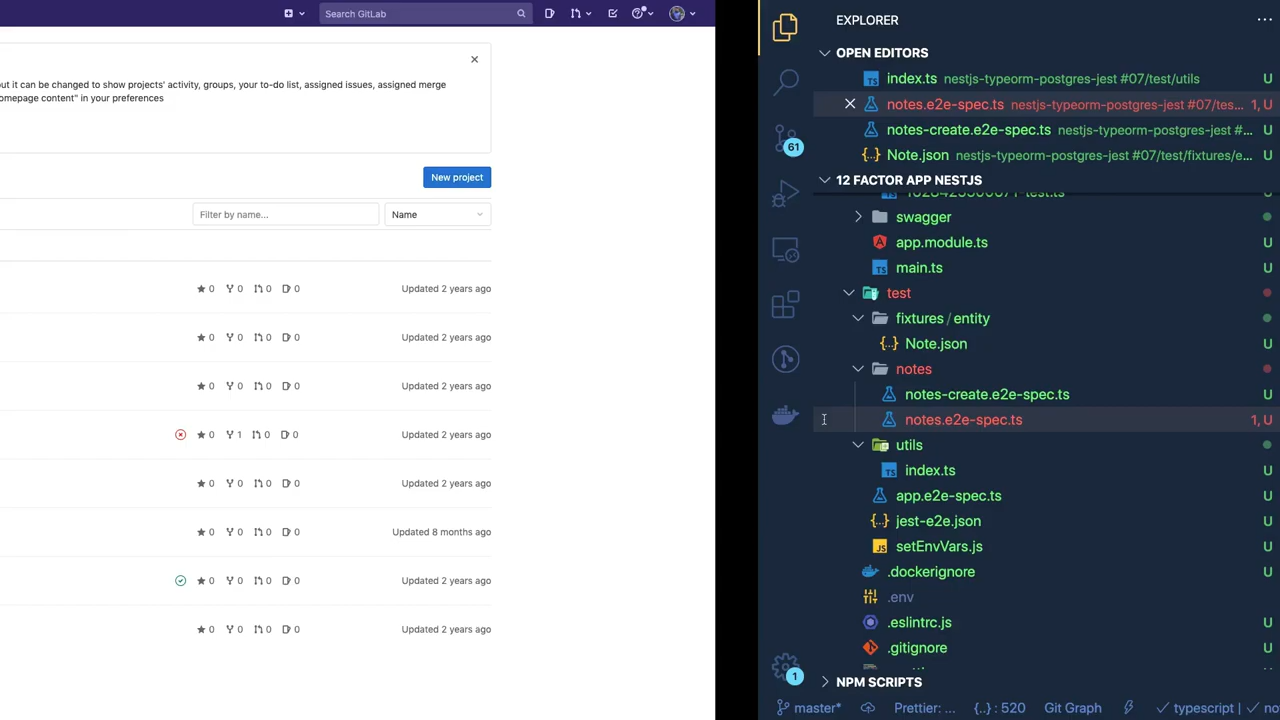 Search GitLab
out it can be changed to show projects' activity, groups, your to-do list, assigned issues, assigned merge
omepage content" in your preferences
New project
Filter by name...
Name
0 0 0 0 Updated 2 years ago
0 0 0 0 Updated 2 years ago
0 0 0 0 Updated 2 years ago
0 1 0 0 Updated 2 years ago
0 0 0 0 Updated 2 years ago
0 0 0 0 Updated 8 months ago
0 0 0 0 Updated 2 years ago
0 0 0 0 Updated 2 years ago
EXPLORER
OPEN EDITORS
TS index.ts nestjs-typeorm-postgres-jest #07/test/utils U
notes.e2e-spec.ts nestjs-typeorm-postgres-jest #07/tes... 1, U
notes-create.e2e-spec.ts nestjs-typeorm-postgres-jest #... U
{..} Note.json nestjs-typeorm-postgres-jest #07/test/fixtures/e... U
12 FACTOR APP NESTJS
swagger
app.module.ts U
TS main.ts U
test
fixtures / entity
{..} Note.json U
notes
notes-create.e2e-spec.ts U
notes.e2e-spec.ts 1, U
utils
TS index.ts U
app.e2e-spec.ts U
{..} jest-e2e.json U
JS setEnvVars.js U
.dockerignore U
.env
.eslintrc.js U
.gitignore U
NPM SCRIPTS
61
1
master* Prettier: ... {..} : 520 Git Graph typescript | no